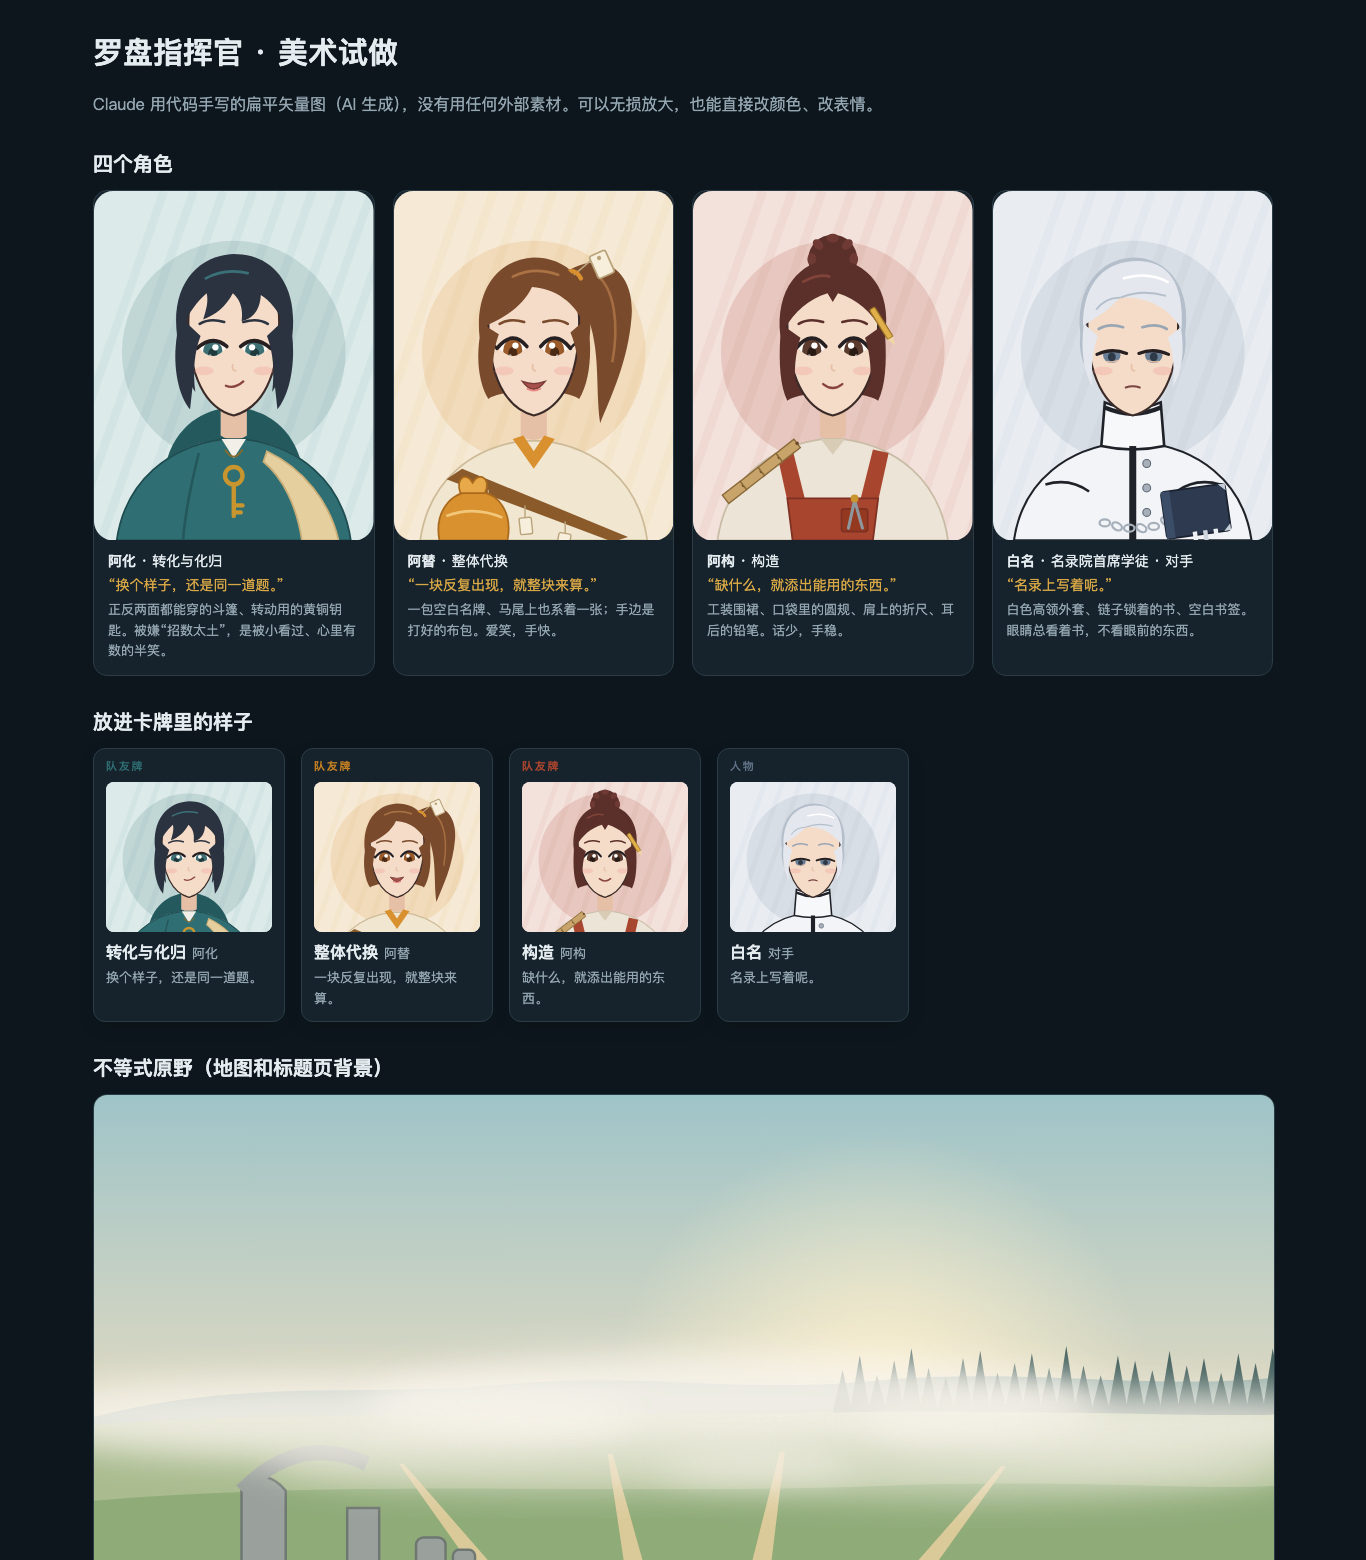 罗盘指挥官 · 美术试做
Claude 用代码手写的扁平矢量图（AI 生成），没有用任何外部素材。可以无损放大，也能直接改颜色、改表情。
四个角色
阿化 · 转化与化归
“换个样子，还是同一道题。”
正反两面都能穿的斗篷、转动用的黄铜钥
匙。被嫌“招数太土”，是被小看过、心里有
数的半笑。
阿替 · 整体代换
“一块反复出现，就整块来算。”
一包空白名牌、马尾上也系着一张；手边是
打好的布包。爱笑，手快。
阿构 · 构造
“缺什么，就添出能用的东西。”
工装围裙、口袋里的圆规、肩上的折尺、耳
后的铅笔。话少，手稳。
白名 · 名录院首席学徒 · 对手
“名录上写着呢。”
白色高领外套、链子锁着的书、空白书签。
眼睛总看着书，不看眼前的东西。
放进卡牌里的样子
队友牌
转化与化归 阿化
换个样子，还是同一道题。
队友牌
整体代换 阿替
一块反复出现，就整块来
算。
队友牌
构造 阿构
缺什么，就添出能用的东
西。
人物
白名 对手
名录上写着呢。
不等式原野（地图和标题页背景）